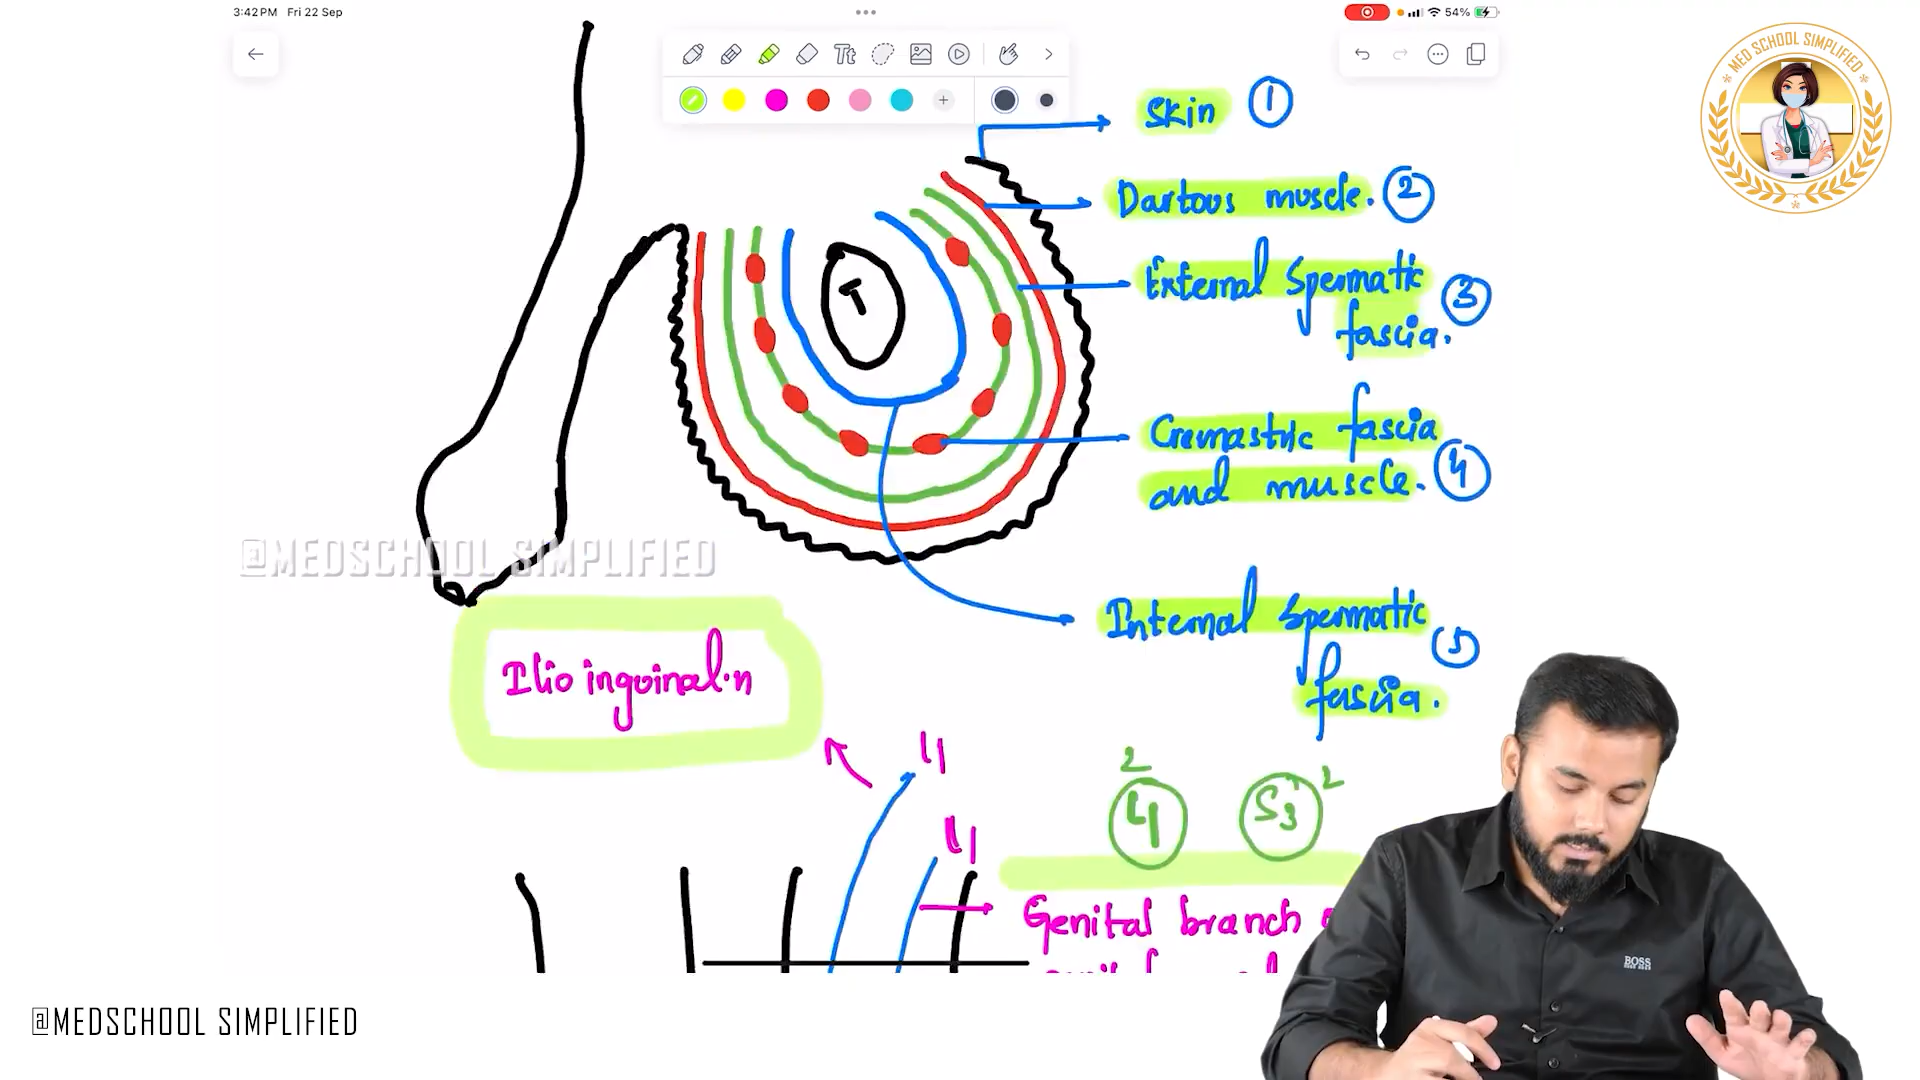 3:42 PM Fri 22 Sep
54%
Tt
MED SCHOOL SIMPLIFIED
Skin 1
Dartous muscle. 2
External Spermatic 3
fascia.
T
Cremastric fascia
and muscle. 4
@MEDSCHOOL SIMPLIFIED
Internal Spermatic 5
fascia.
Ilio inguinal.n
L1
2
L1 S3 2
L1
Genital branch
BOSS
@MEDSCHOOL SIMPLIFIED